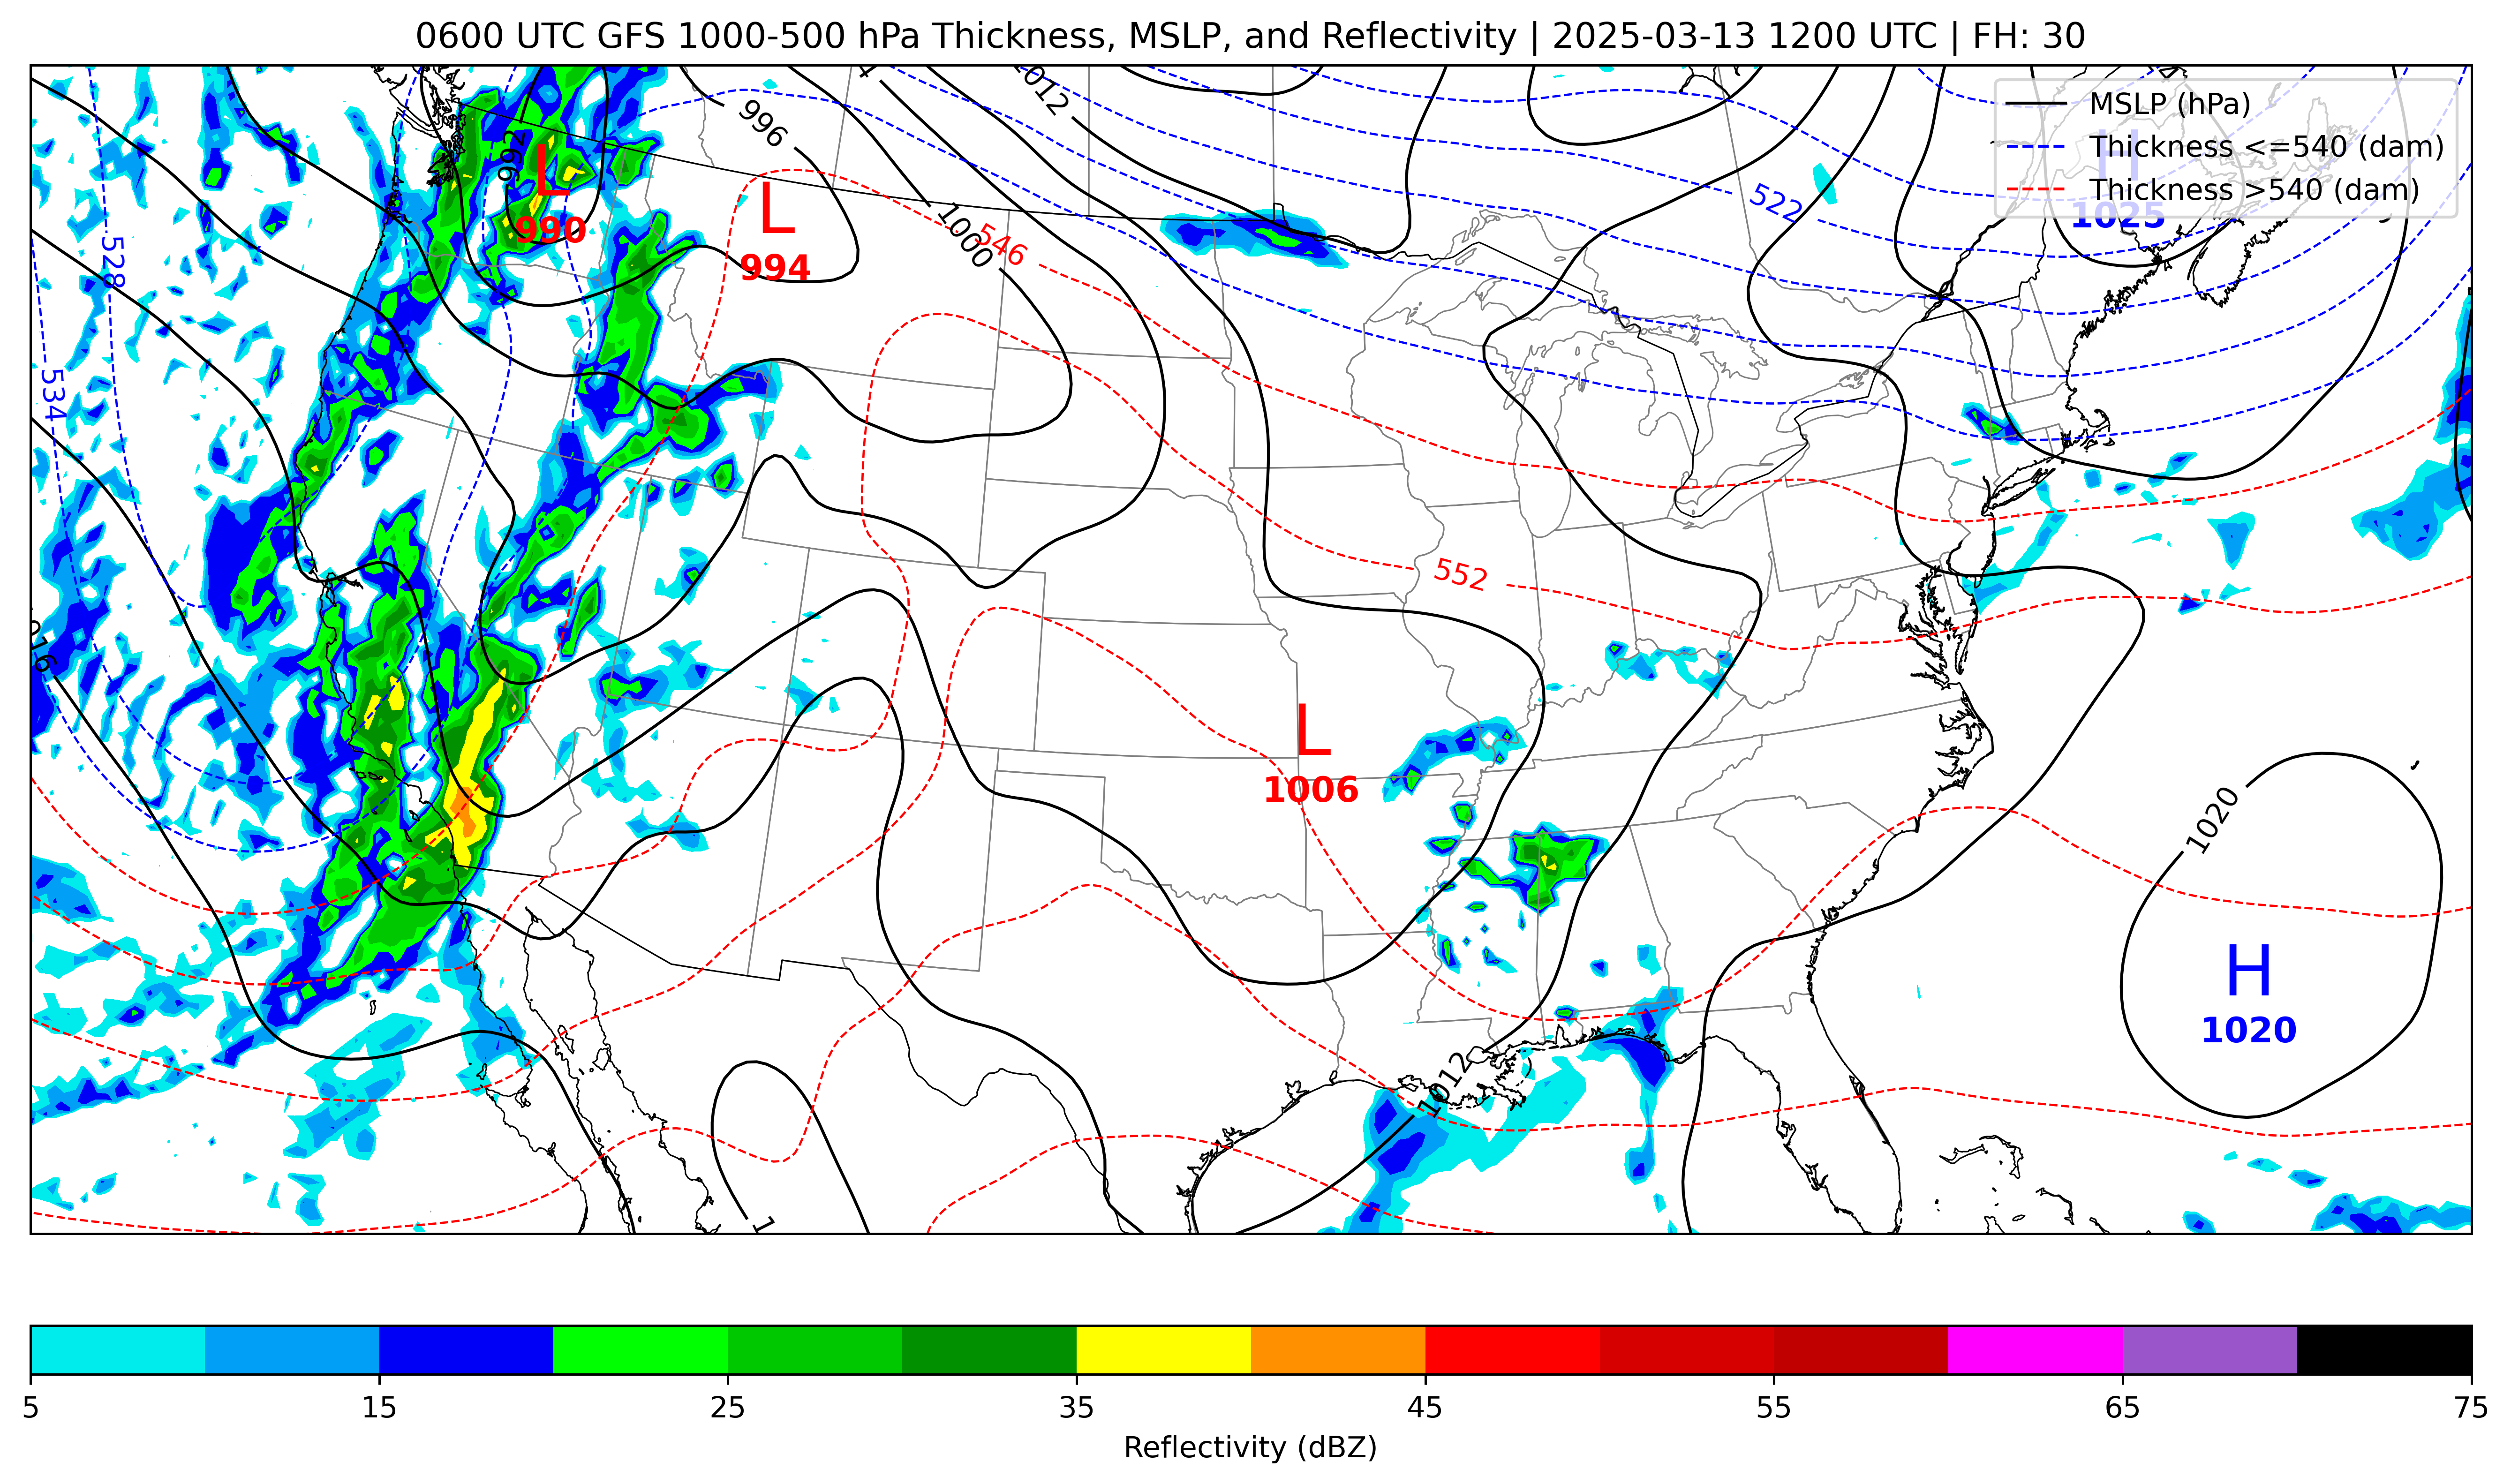 0600 UTC GFS 1000-500 hPa Thickness, MSLP, and Reflectivity | 2025-03-13 1200 UTC | FH: 30
1012
996
MSLP (hPa)
Thickness <=540 (dam)
Thickness >540 (dam)
992
L
990
L
994
H
1025
522
1000
546
528
534
552
1016
L
1006
1020
H
1020
1012
1
5 15 25 35 45 55 65 75
Reflectivity (dBZ)